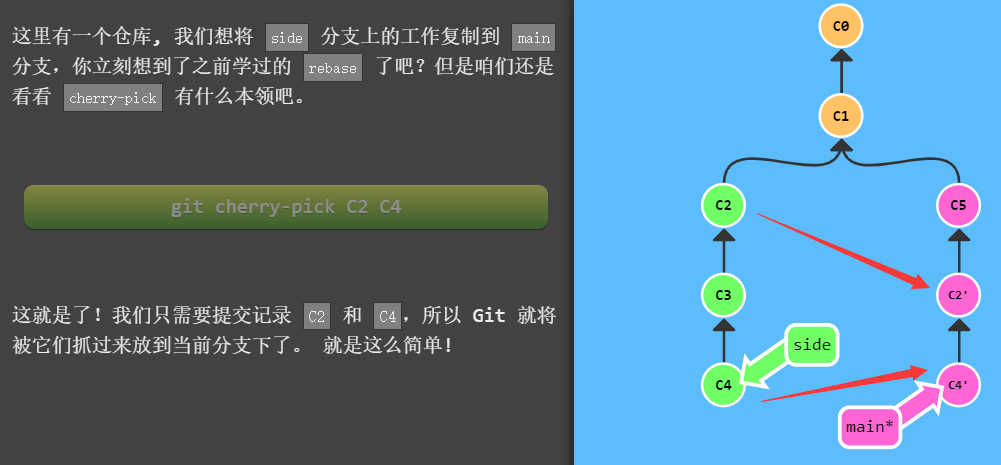 这里有一个仓库, 我们想将 side 分支上的工作复制到 main
分支，你立刻想到了之前学过的 rebase 了吧？但是咱们还是
看看 cherry-pick 有什么本领吧。
git cherry-pick C2 C4
这就是了！我们只需要提交记录 C2 和 C4，所以 Git 就将
被它们抓过来放到当前分支下了。 就是这么简单！
C0
C1
C2
C5
C3
C2'
side
C4
C4'
main*